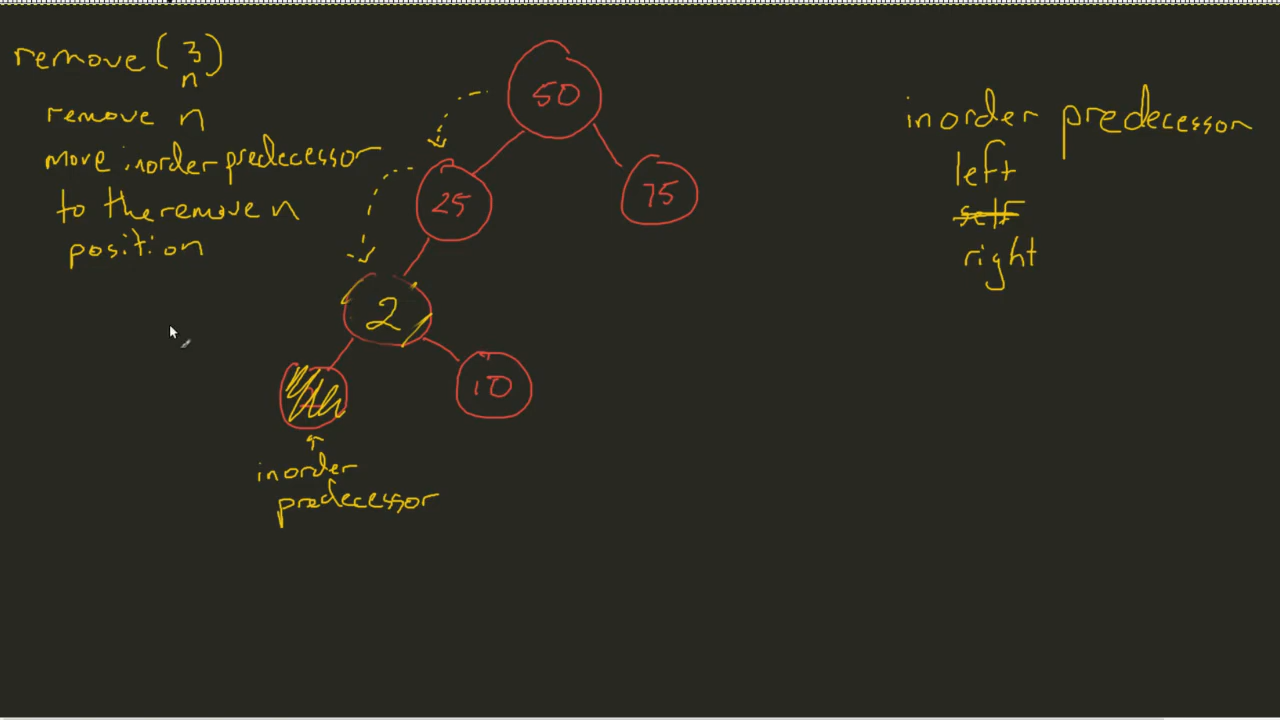 remove (3)
n
remove n
move inorder predecessor
to the remove n
position
50
25
75
2
10
inorder
predecessor
inorder predecessor
left
self
right